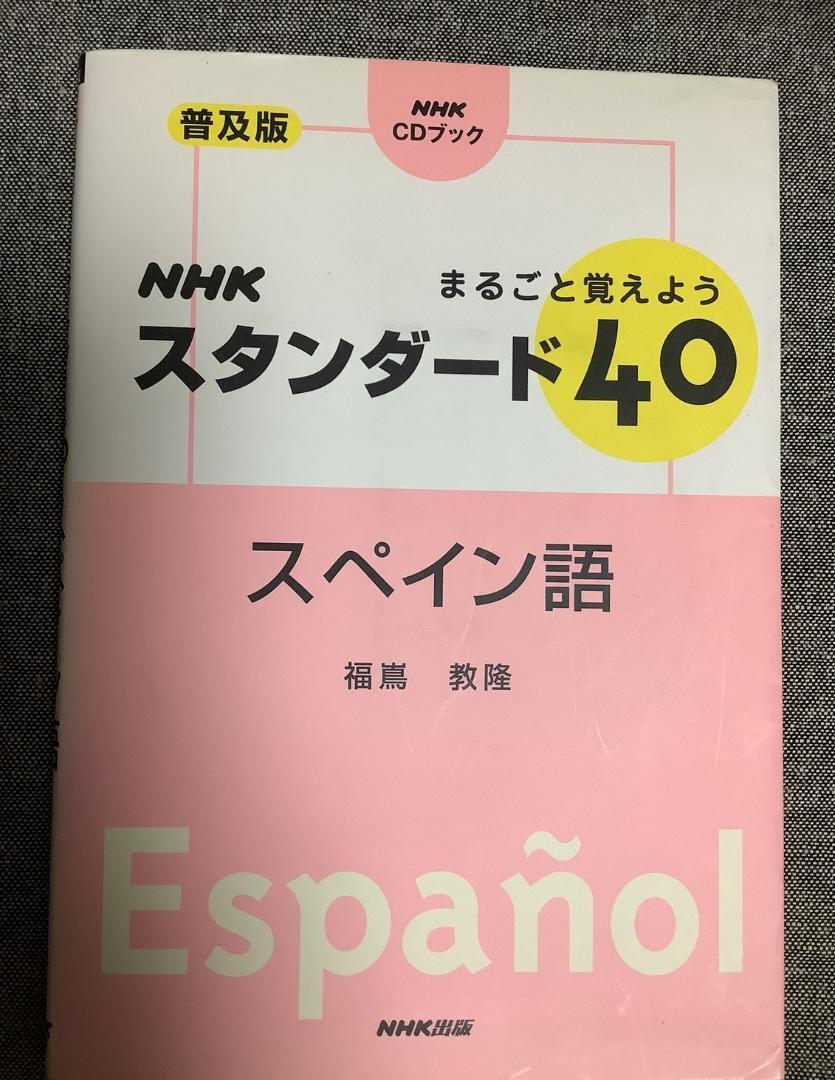 普及版
NHK
CDブック
NHK
まるごと覚えよう
スタンダード40
スペイン語
福嶌 教隆
Español
NHK出版